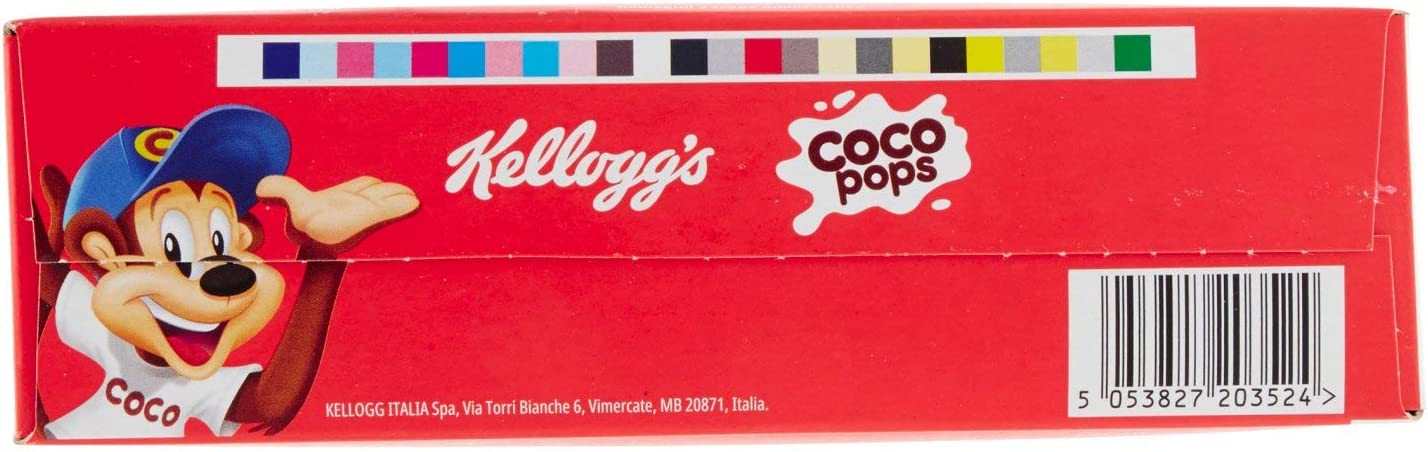 C
Kellogg's
coco
pops
COCO
KELLOGG ITALIA Spa, Via Torri Bianche 6, Vimercate, MB 20871, Italia.
5 053827 203524 >